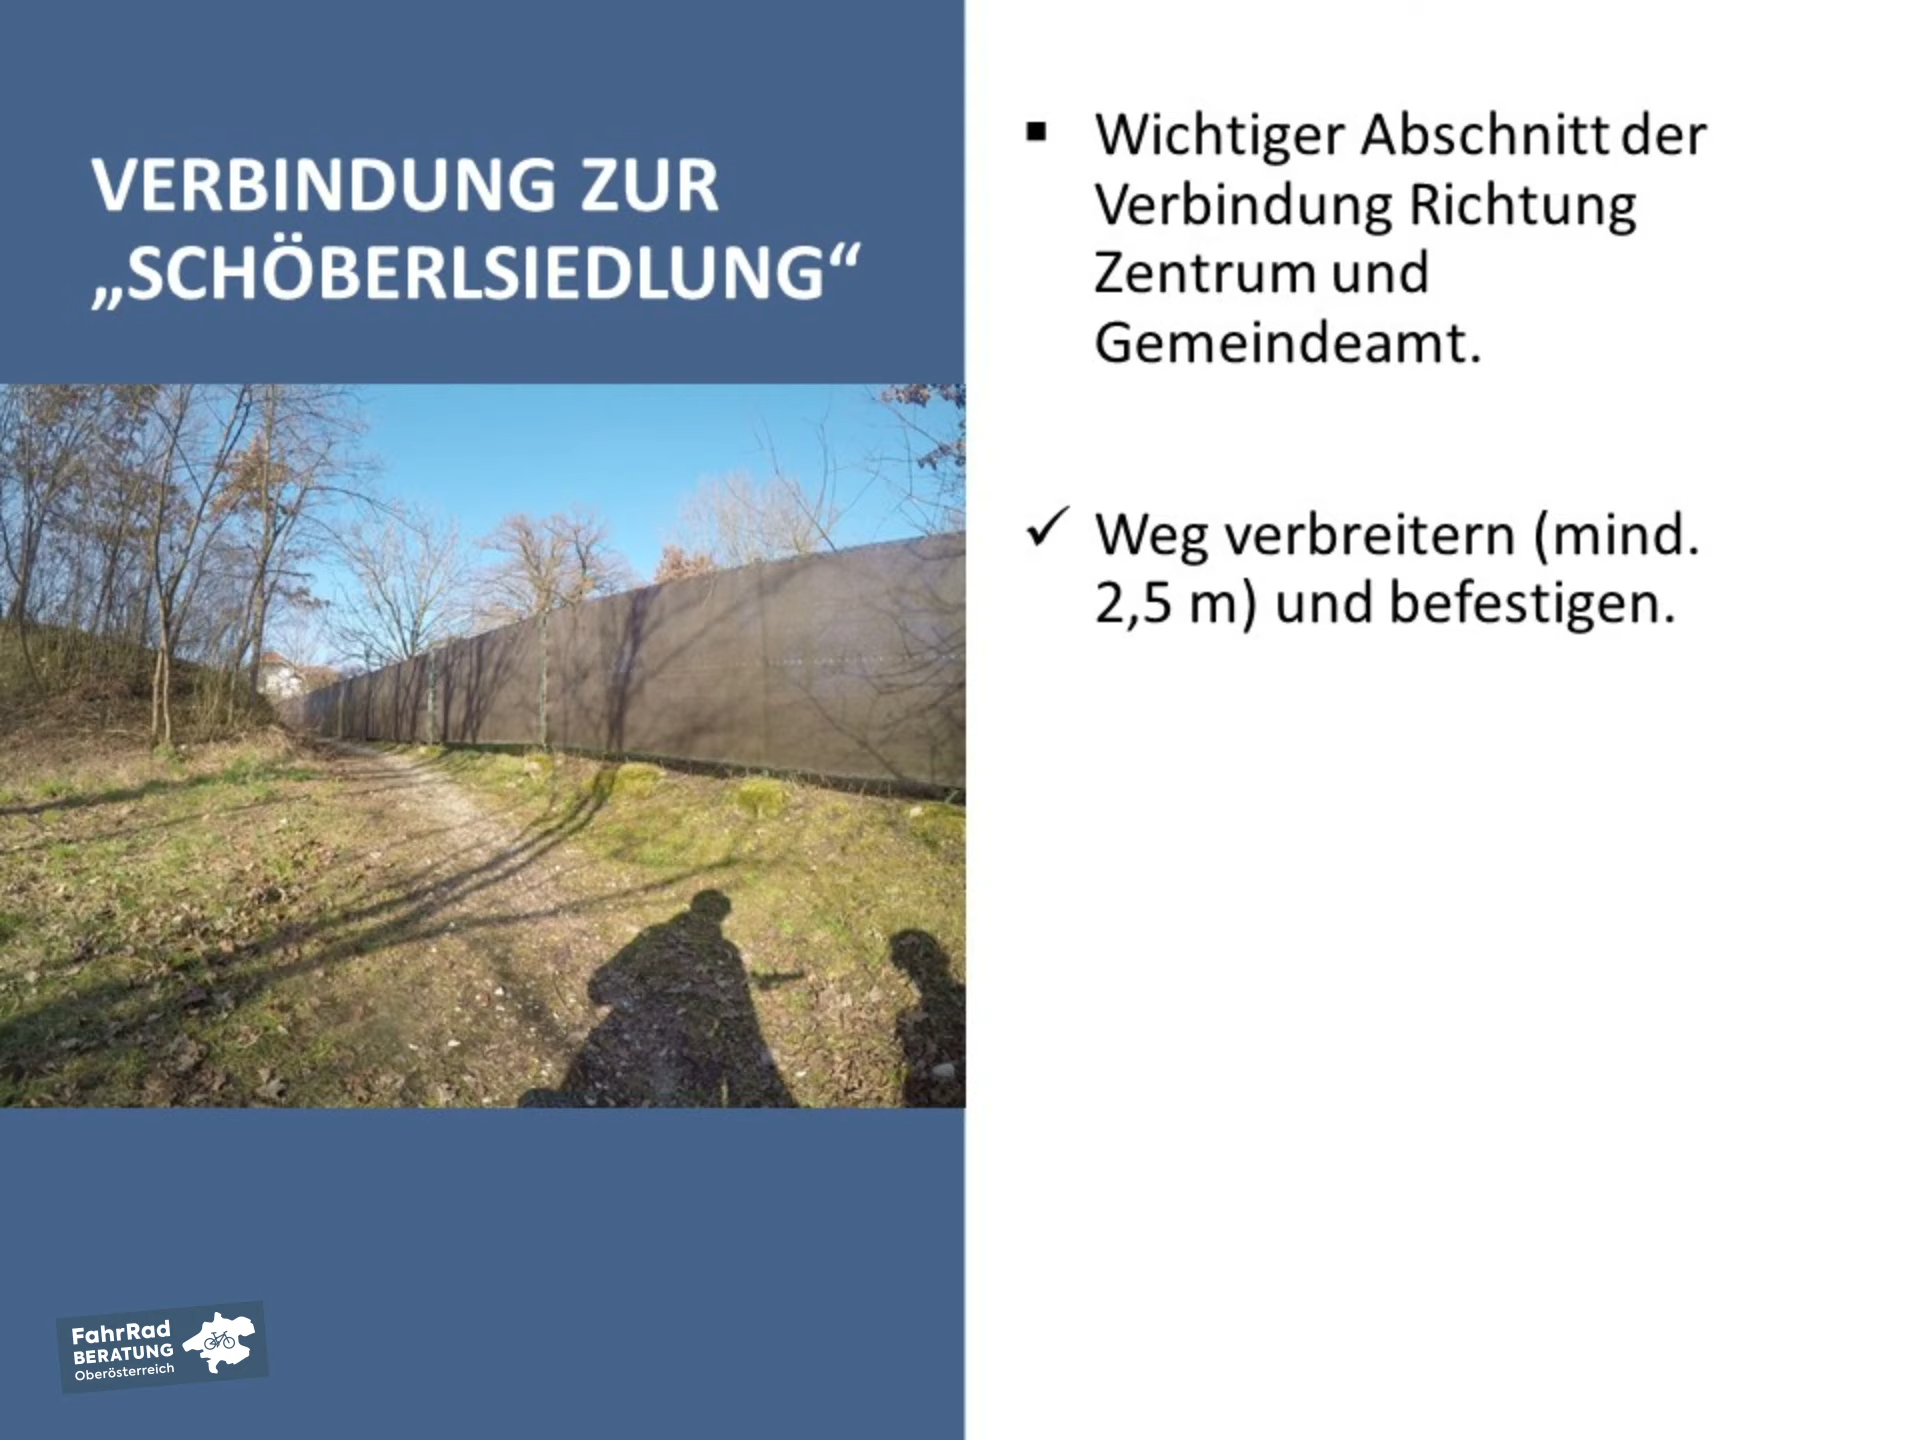 VERBINDUNG ZUR
„SCHÖBERLSIEDLUNG“
▪ Wichtiger Abschnitt der
Verbindung Richtung
Zentrum und
Gemeindeamt.
✓ Weg verbreitern (mind.
2,5 m) und befestigen.
FahrRad
BERATUNG
Oberösterreich